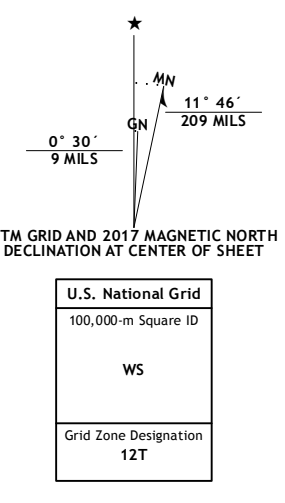 ★
MN
GN
11° 46´
209 MILS
0° 30´
9 MILS
TM GRID AND 2017 MAGNETIC NORTH
DECLINATION AT CENTER OF SHEET
U.S. National Grid
100,000-m Square ID
WS
Grid Zone Designation
12T